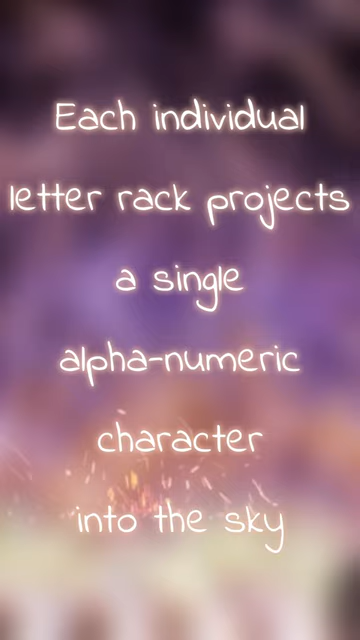 Each individual
letter rack projects
a single
alpha-numeric
character
into the sky